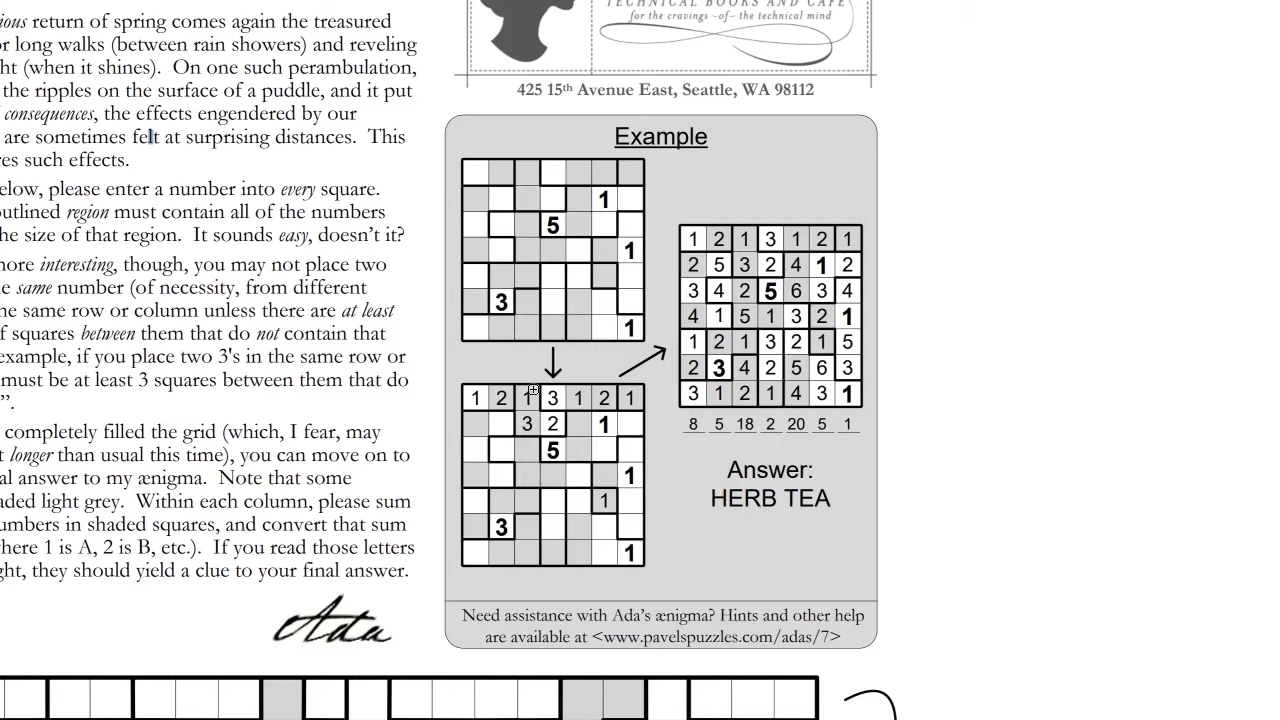 TECHNICAL BOOKS AND CAFE
for the cravings ~of~ the technical mind
425 15th Avenue East, Seattle, WA 98112
return of spring comes again the treasured
long walks (between rain showers) and reveling
(when it shines). On one such perambulation,
the ripples on the surface of a puddle, and it put
consequences, the effects engendered by our
are sometimes felt at surprising distances. This
such effects.
please enter a number into every square.
region must contain all of the numbers
size of that region. It sounds easy, doesn't it?
interesting, though, you may not place two
same number (of necessity, from different
same row or column unless there are at least
squares between them that do not contain that
example, if you place two 3's in the same row or
must be at least 3 squares between them that do
”.
completely filled the grid (which, I fear, may
longer than usual this time), you can move on to
answer to my ænigma. Note that some
light grey. Within each column, please sum
in shaded squares, and convert that sum
1 is A, 2 is B, etc.). If you read those letters
they should yield a clue to your final answer.
Ada
Example
1
5
1
3
1
1 2 1 3 1 2 1
3 2 1
5
1
1
3
1
1 2 1 3 1 2 1
2 5 3 2 4 1 2
3 4 2 5 6 3 4
4 1 5 1 3 2 1
1 2 1 3 2 1 5
2 3 4 2 5 6 3
3 1 2 1 4 3 1
8 5 18 2 20 5 1
Answer:
HERB TEA
Need assistance with Ada's ænigma? Hints and other help
are available at <www.pavelspuzzles.com/adas/7>